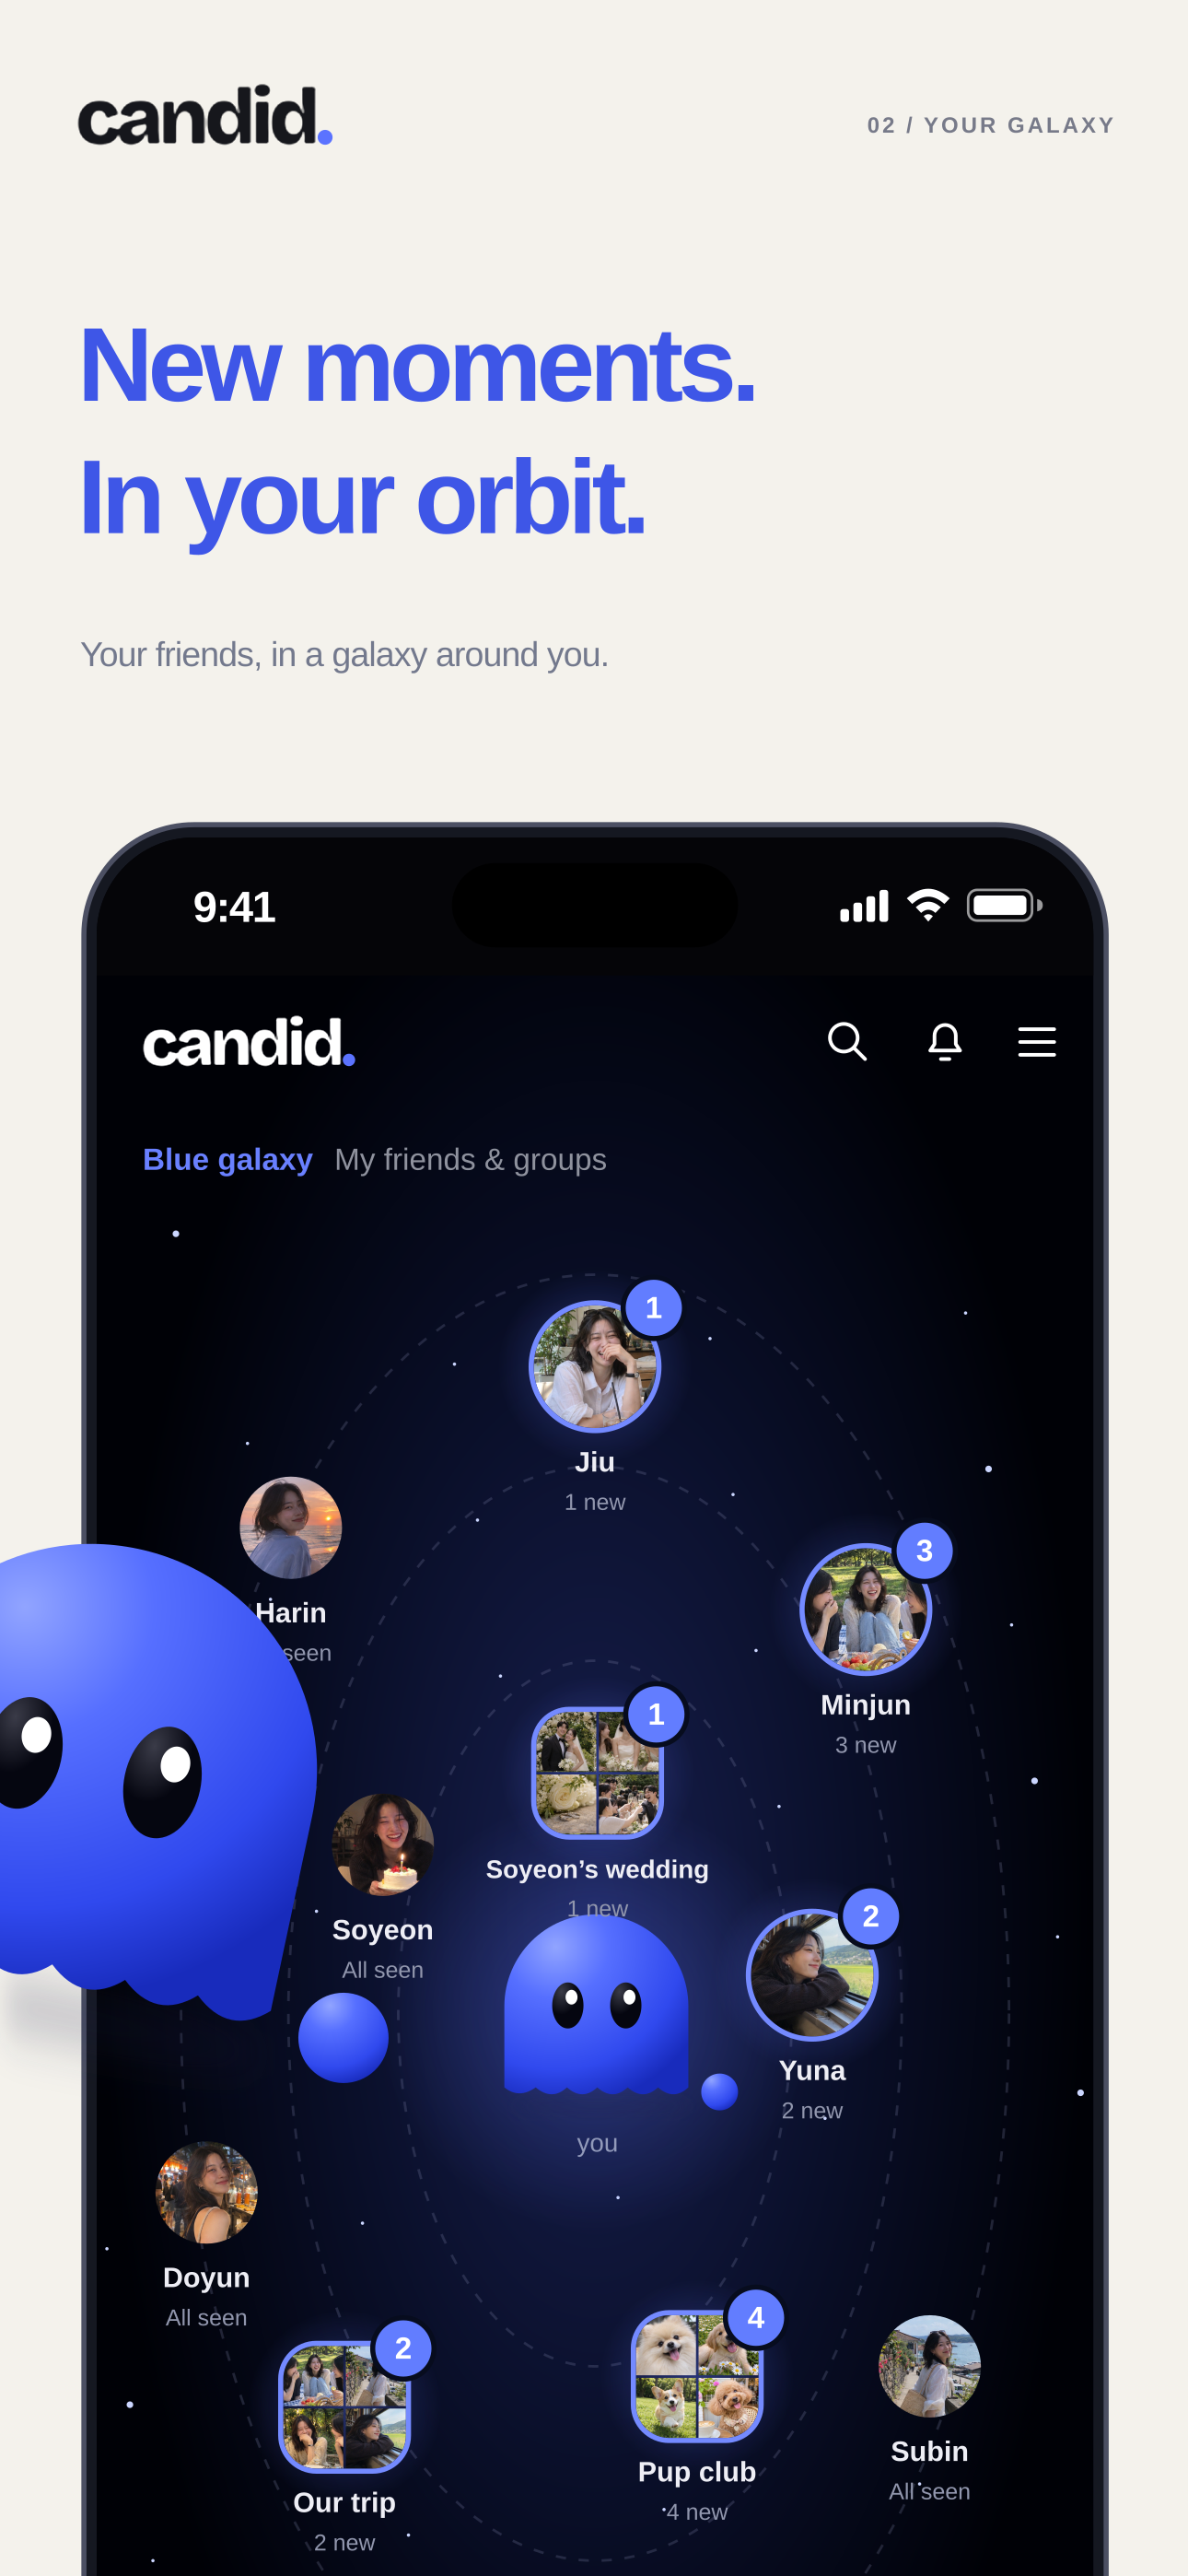 candid.
02 / YOUR GALAXY
New moments.
In your orbit.
Your friends, in a galaxy around you.
9:41
candid.
Blue galaxy My friends & groups
1
Jiu
1 new
Harin
seen
3
Minjun
3 new
1
Soyeon’s wedding
1 new
Soyeon
All seen
2
Yuna
2 new
you
Doyun
All seen
2
Our trip
2 new
4
Pup club
4 new
Subin
All seen